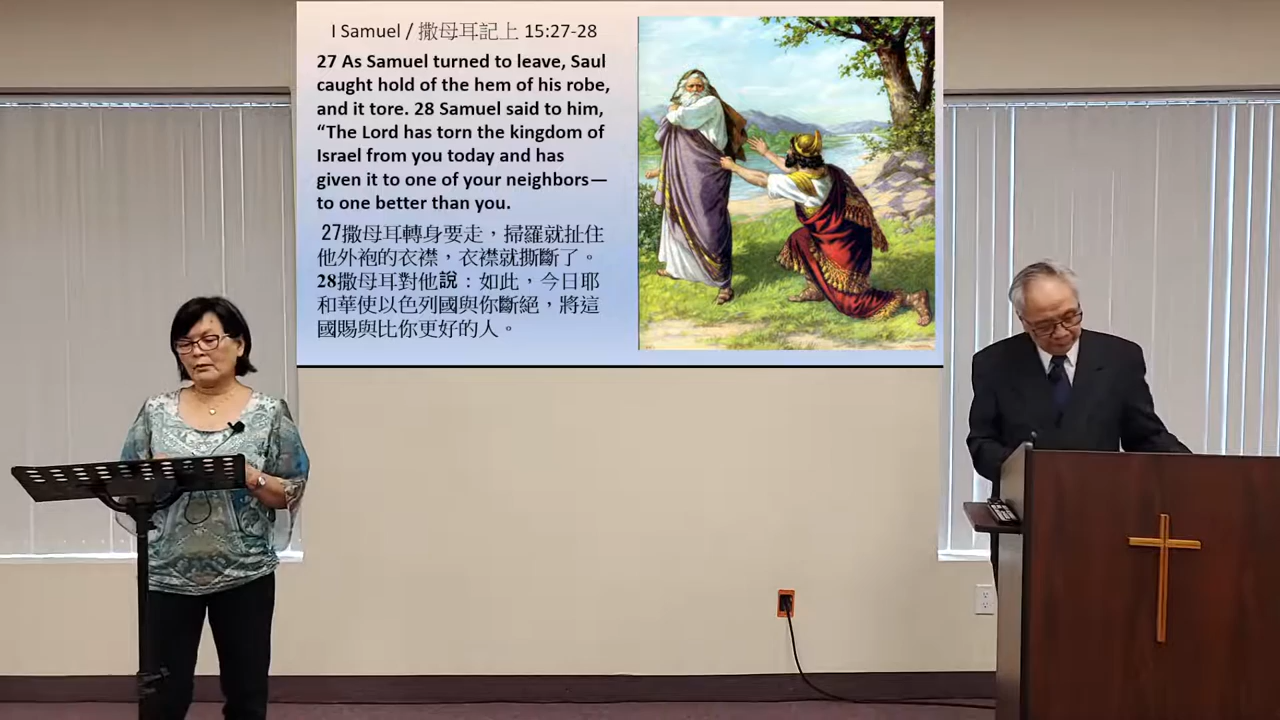 I Samuel / 撒母耳記上 15:27-28
27 As Samuel turned to leave, Saul
caught hold of the hem of his robe,
and it tore. 28 Samuel said to him,
“The Lord has torn the kingdom of
Israel from you today and has
given it to one of your neighbors—
to one better than you.
27撒母耳轉身要走，掃羅就扯住
他外袍的衣襟，衣襟就撕斷了。
28撒母耳對他說：如此，今日耶
和華使以色列國與你斷絕，將這
國賜與比你更好的人。